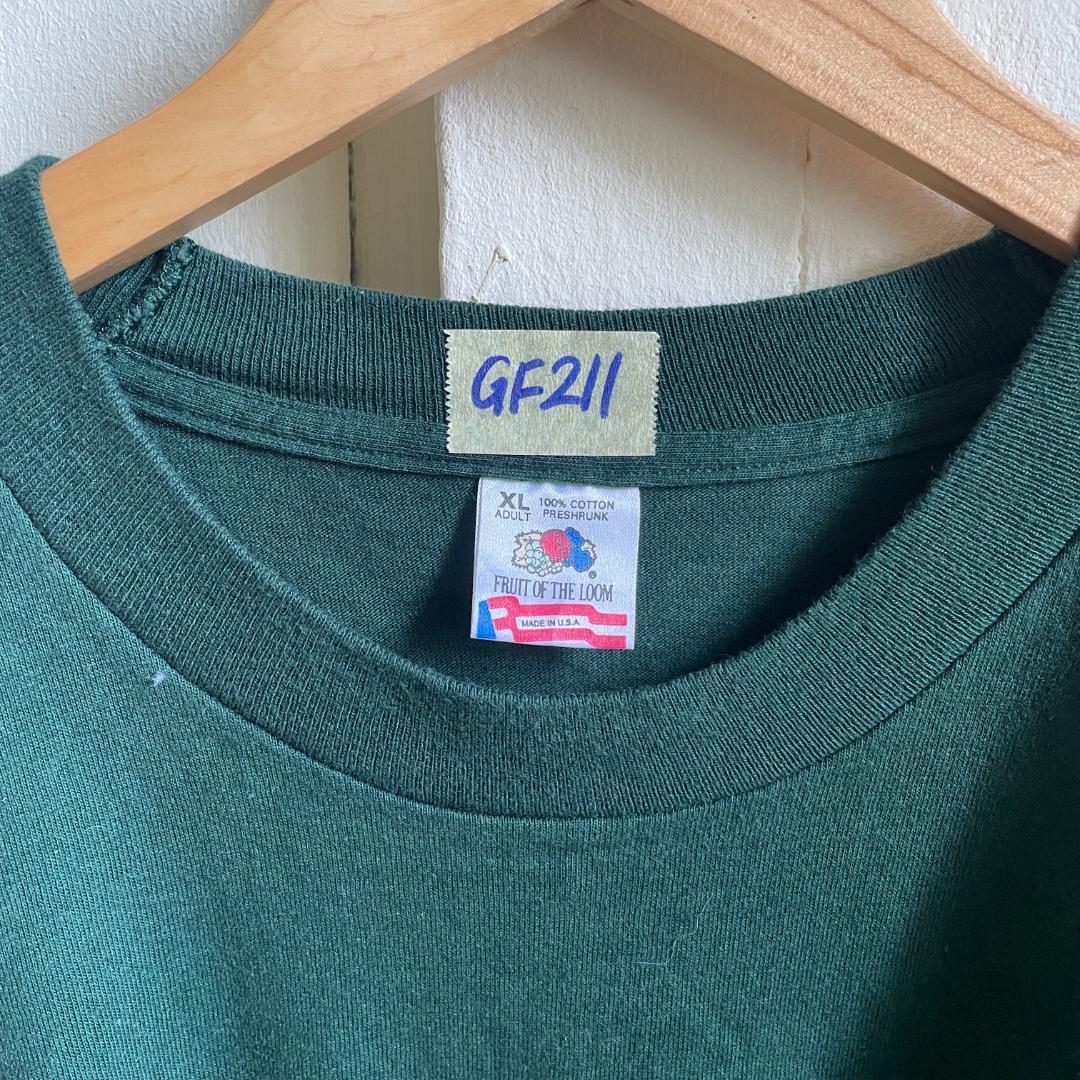 GF211
XL 100% COTTON
ADULT PRESHRUNK
®
FRUIT OF THE LOOM
MADE IN U.S.A.